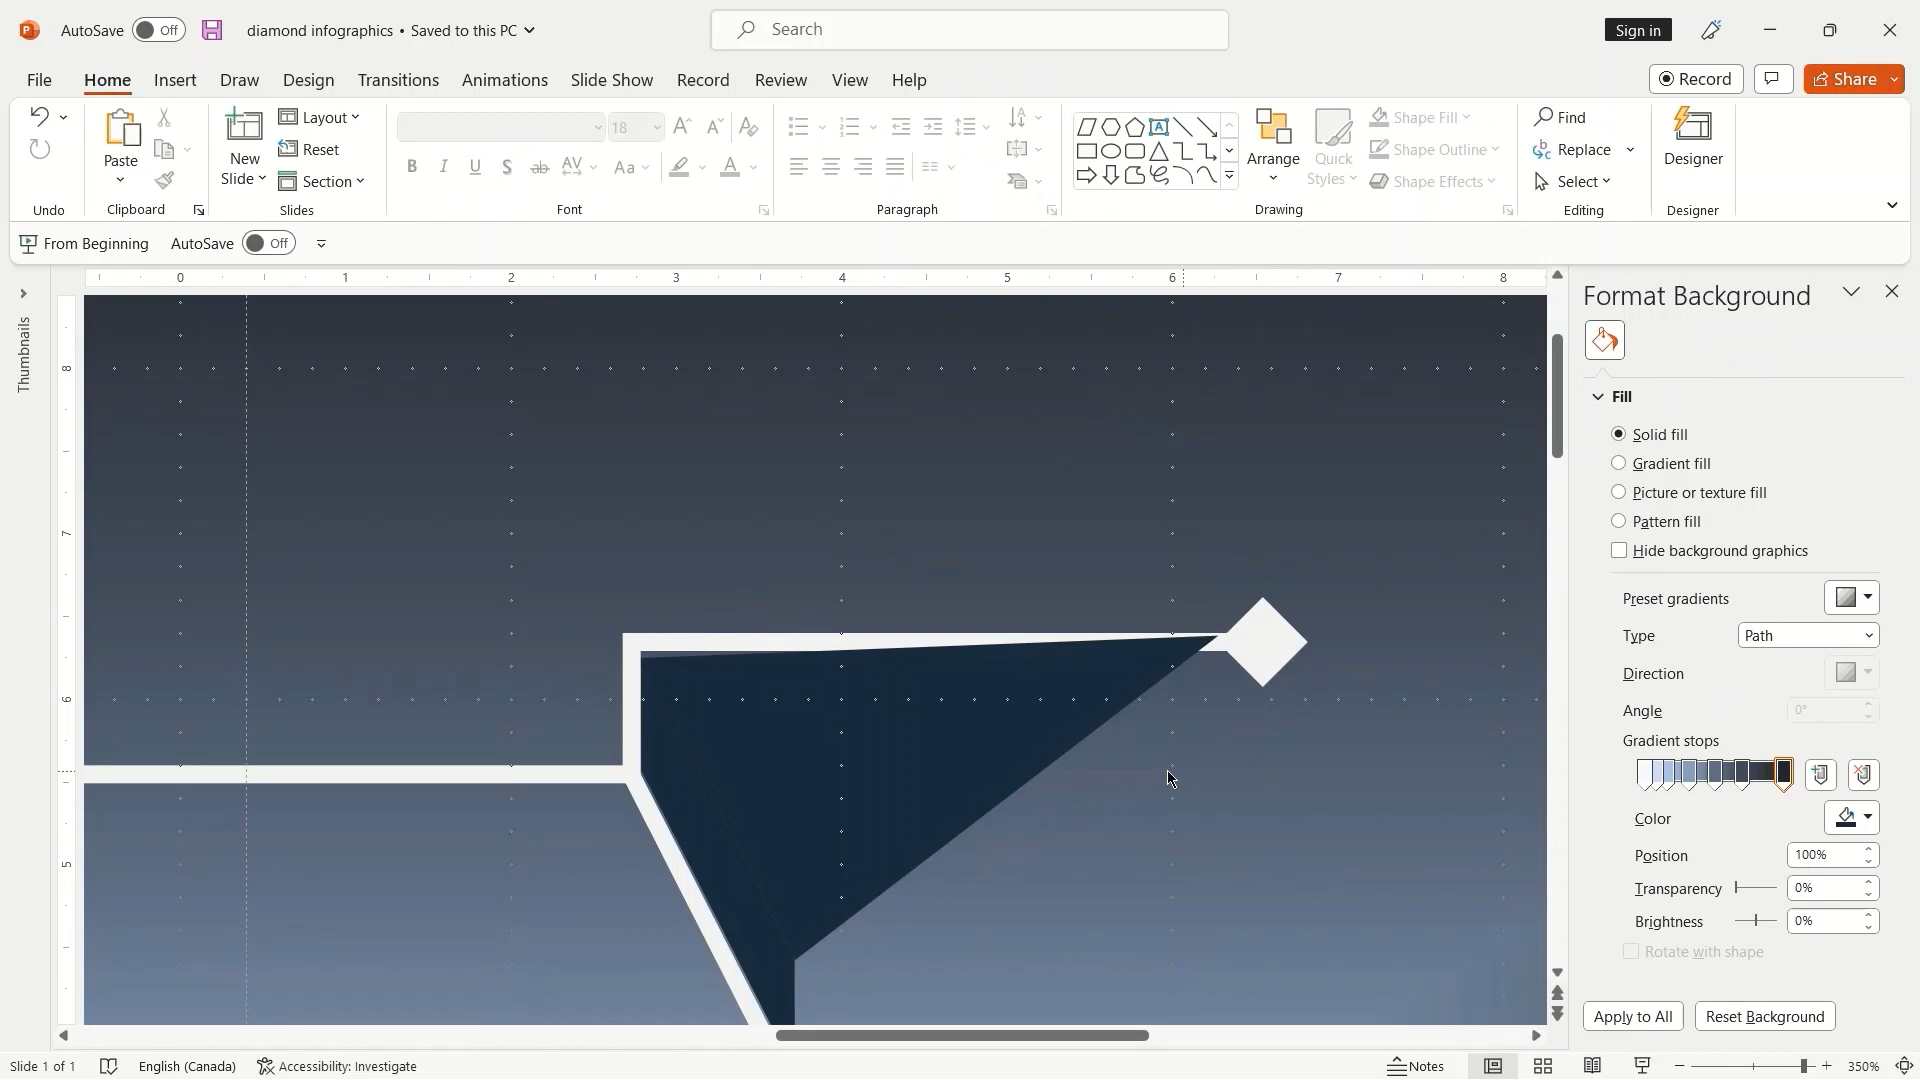 AutoSave Off diamond infographics • Saved to this PC Search Sign in
File Home Insert Draw Design Transitions Animations Slide Show Record Review View Help Record Share
Paste
New Slide
Layout
Reset
Section
18
Aa
Arrange
Quick Styles
Shape Fill
Shape Outline
Shape Effects
Find
Replace
Select
Designer
Undo Clipboard Slides Font Paragraph Drawing Editing Designer
From Beginning AutoSave Off
0 1 2 3 4 5 6 7 8
Thumbnails
8
7
6
5
Format Background
Fill
Solid fill
Gradient fill
Picture or texture fill
Pattern fill
Hide background graphics
Preset gradients
Type Path
Direction
Angle 0°
Gradient stops
Color
Position 100%
Transparency 0%
Brightness 0%
Rotate with shape
Apply to All Reset Background
Slide 1 of 1 English (Canada) Accessibility: Investigate Notes 350%